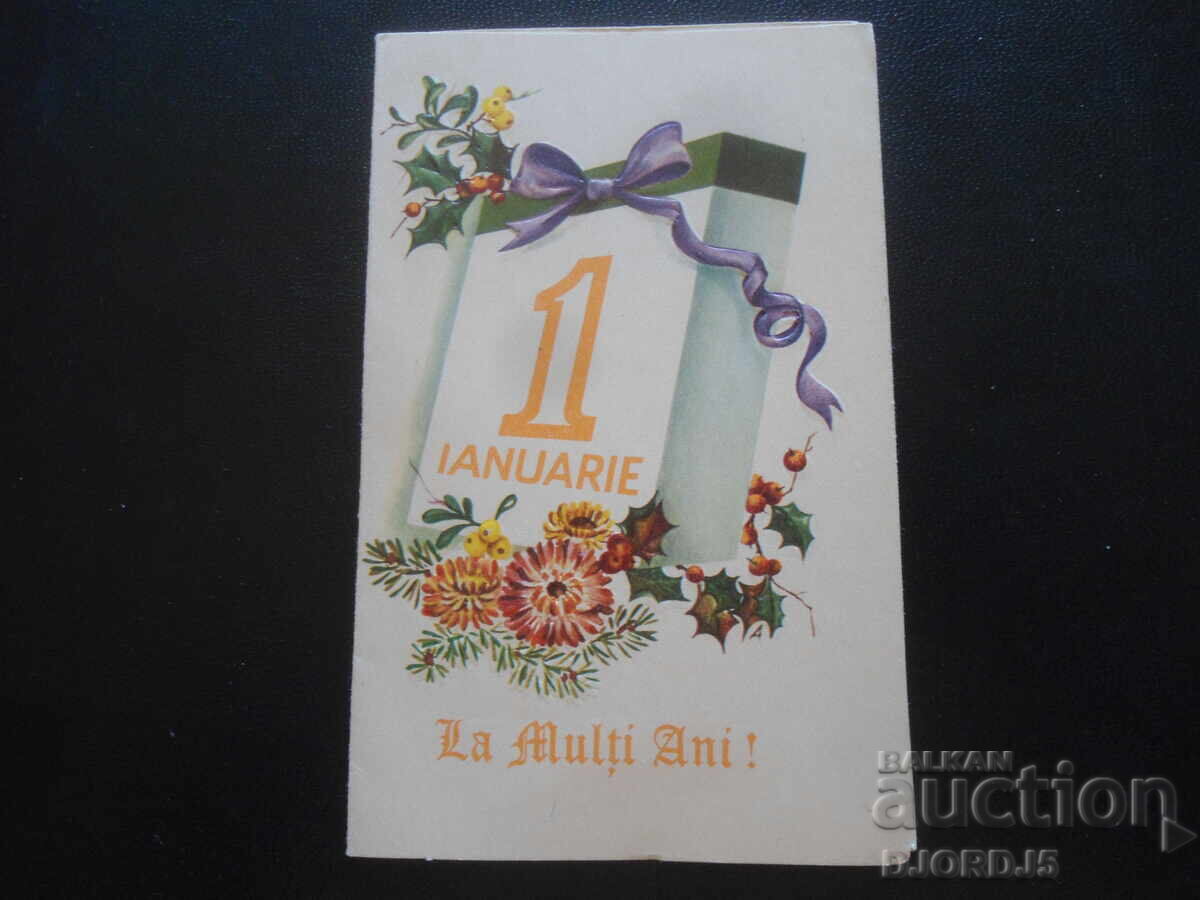 1
IANUARIE
A
La Mulți Ani !
BALKAN
auction
DJORDJ5